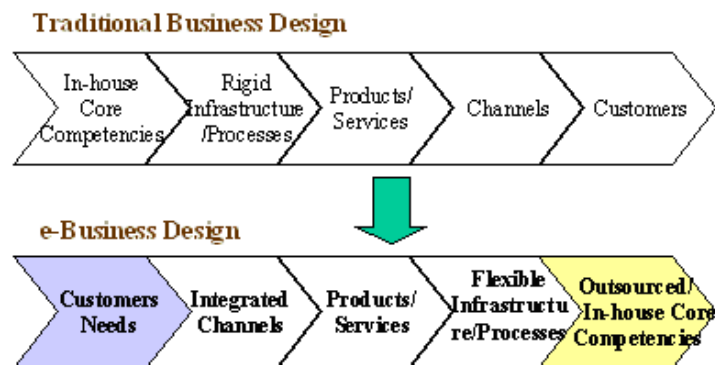 Traditional Business Design
In-house
Core
Competencies
Rigid
Infrastructure
/Processes
Products/
Services
Channels
Customers
e-Business Design
Customers
Needs
Integrated
Channels
Products/
Services
Flexible
Infrastructu
re/Processes
Outsourced/
In-house Core
Competencies